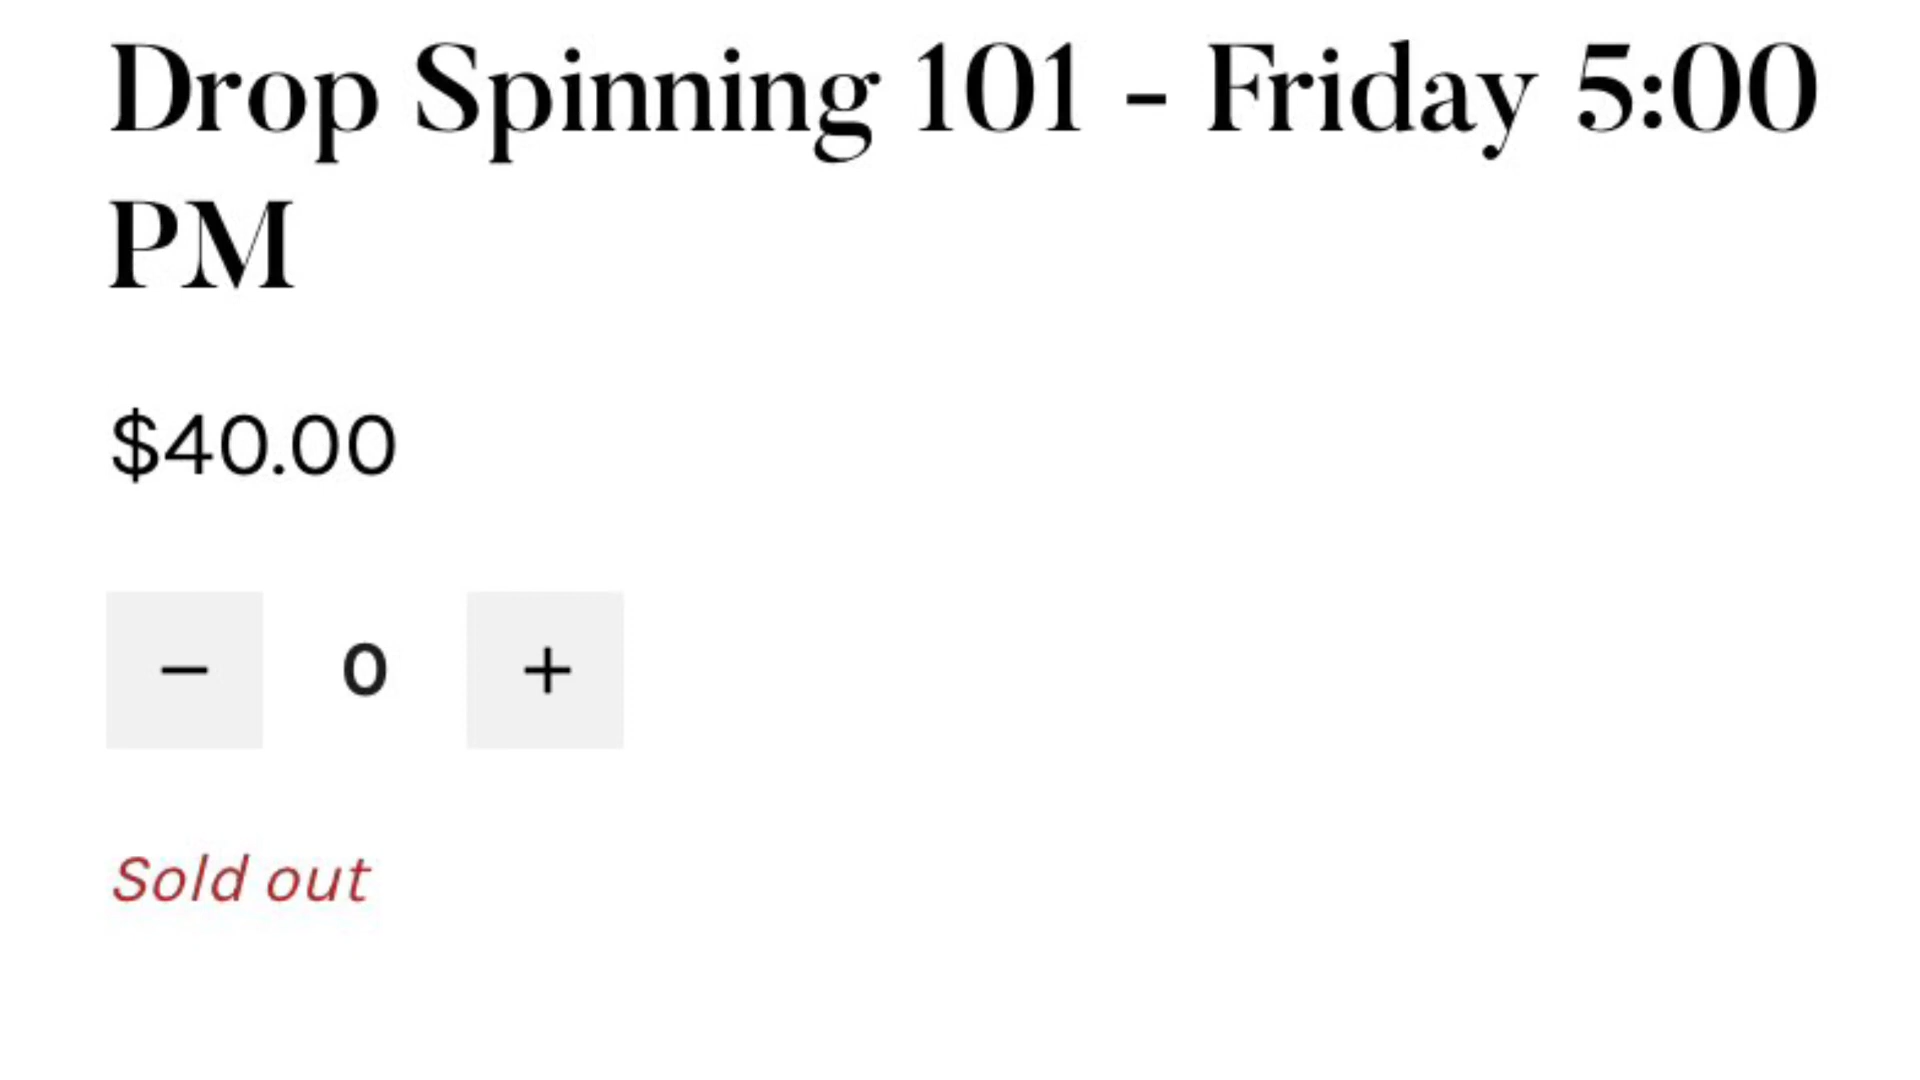 Drop Spinning 101 - Friday 5:00
PM
$40.00
− 0 +
Sold out